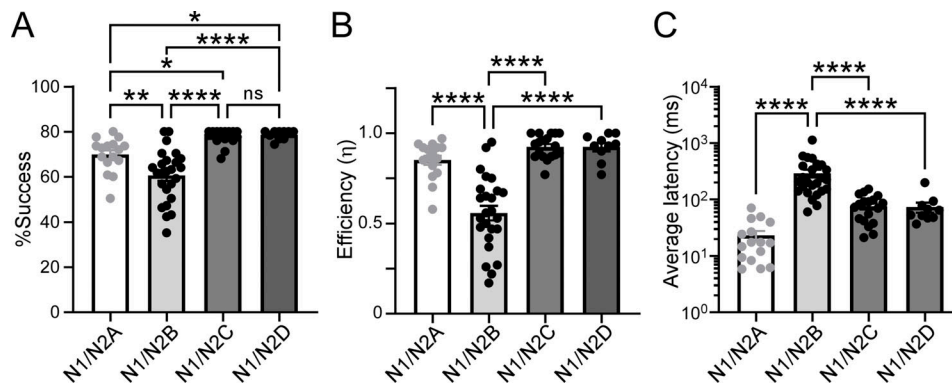 A
B
C
*
****
*
**
****
ns
100
80
60
40
20
0
%Success
N1/N2A
N1/N2B
N1/N2C
N1/N2D
****
****
****
1.0
0.5
0
Efficiency (η)
N1/N2A
N1/N2B
N1/N2C
N1/N2D
****
****
****
10⁴
10³
10²
10¹
10⁰
Average latency (ms)
N1/N2A
N1/N2B
N1/N2C
N1/N2D